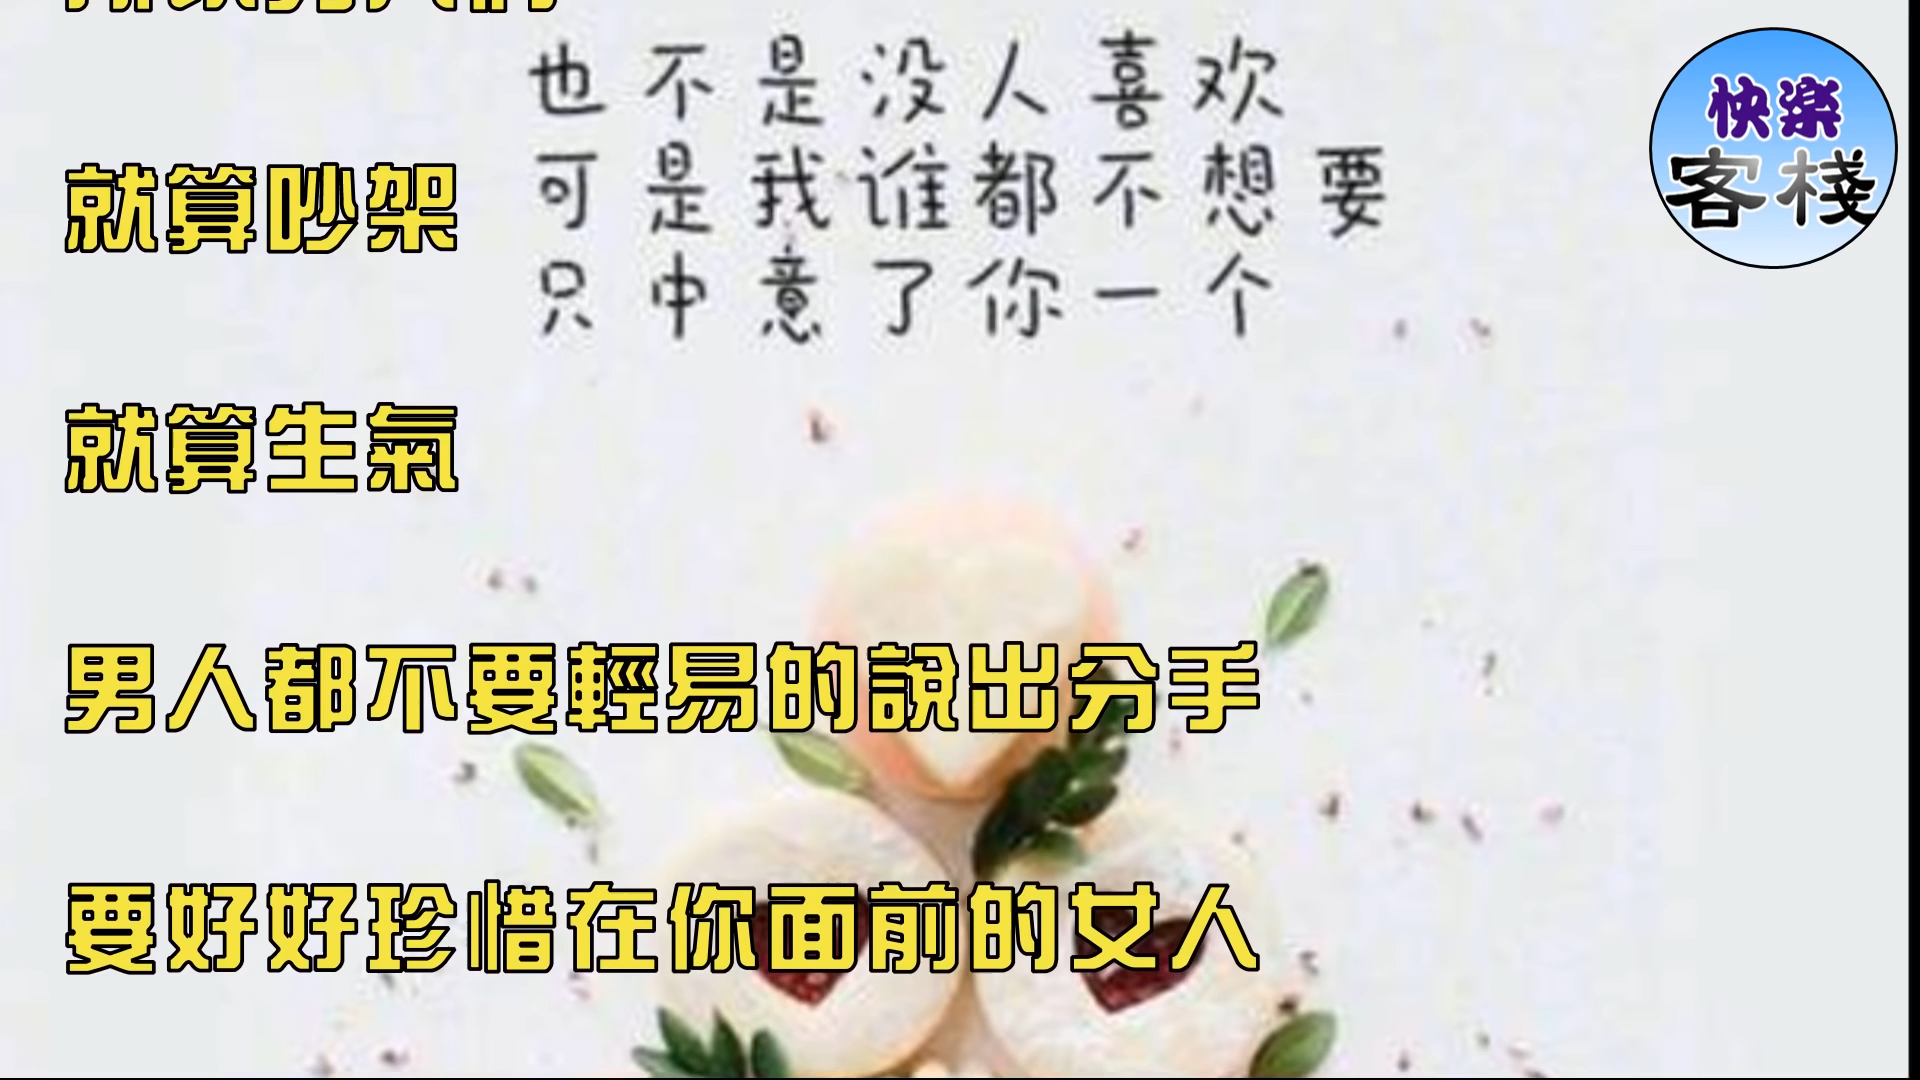 也不是没人喜欢
可是我谁都不想要
只中意了你一个
快樂
客棧
就算吵架
就算生氣
男人都不要輕易的說出分手
要好好珍惜在你面前的女人